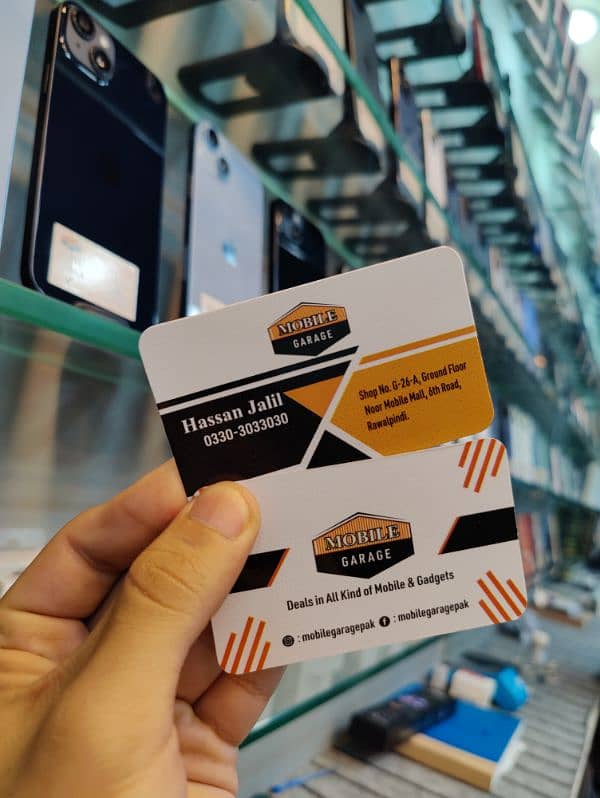 MOBILE
GARAGE
Hassan Jalil
0330-3033030
Shop No. G-26-A, Ground Floor
Noor Mobile Mall, 6th Road,
Rawalpindi.
MOBILE
GARAGE
Deals in All Kind of Mobile & Gadgets
: mobilegaragepak : mobilegaragepak